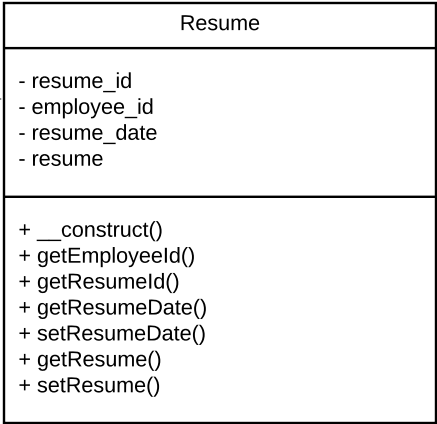 Resume
- resume_id
- employee_id
- resume_date
- resume
+ __construct()
+ getEmployeeId()
+ getResumeId()
+ getResumeDate()
+ setResumeDate()
+ getResume()
+ setResume()